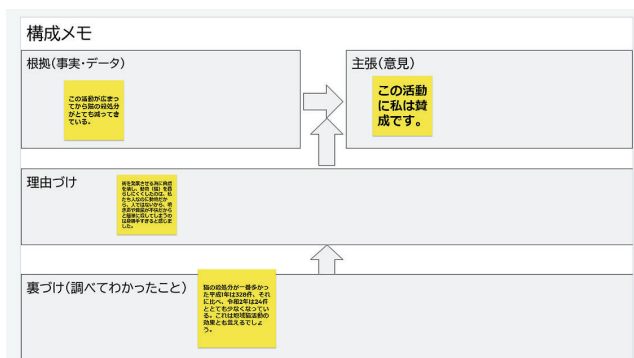 構成メモ
根拠(事実・データ)
この活動が広まっ
てから猫の殺処分
がとても減ってき
ている。
主張(意見)
この活動
に私は賛
成です。
理由づけ
裏づけ(調べてわかったこと)
猫の殺処分が一番多かっ
た平成1年は328件、それ
に比べ、令和2年は24件
ととても少なくなってい
る。これは地域猫活動の
効果とも言えるでしょ
う。